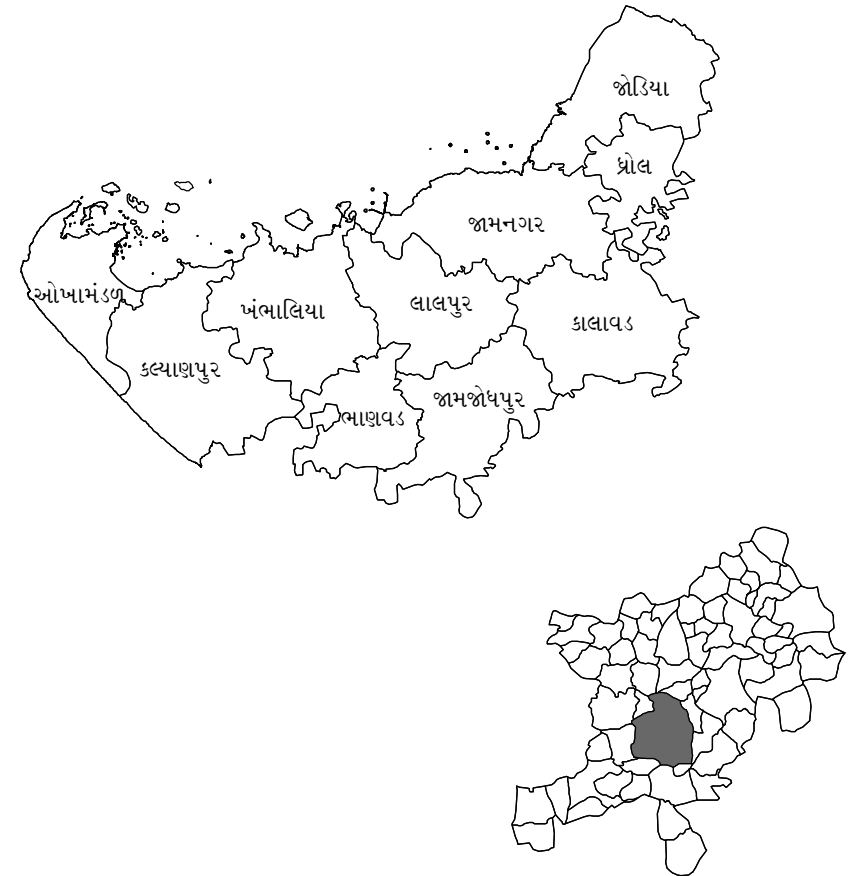 જોડિયા
ધ્રોલ
જામનગર
ઓખામંડળ
ખંભાલિયા
લાલપુર
કાલાવડ
કલ્યાણપુર
જામજોધપુર
ભાણવડ